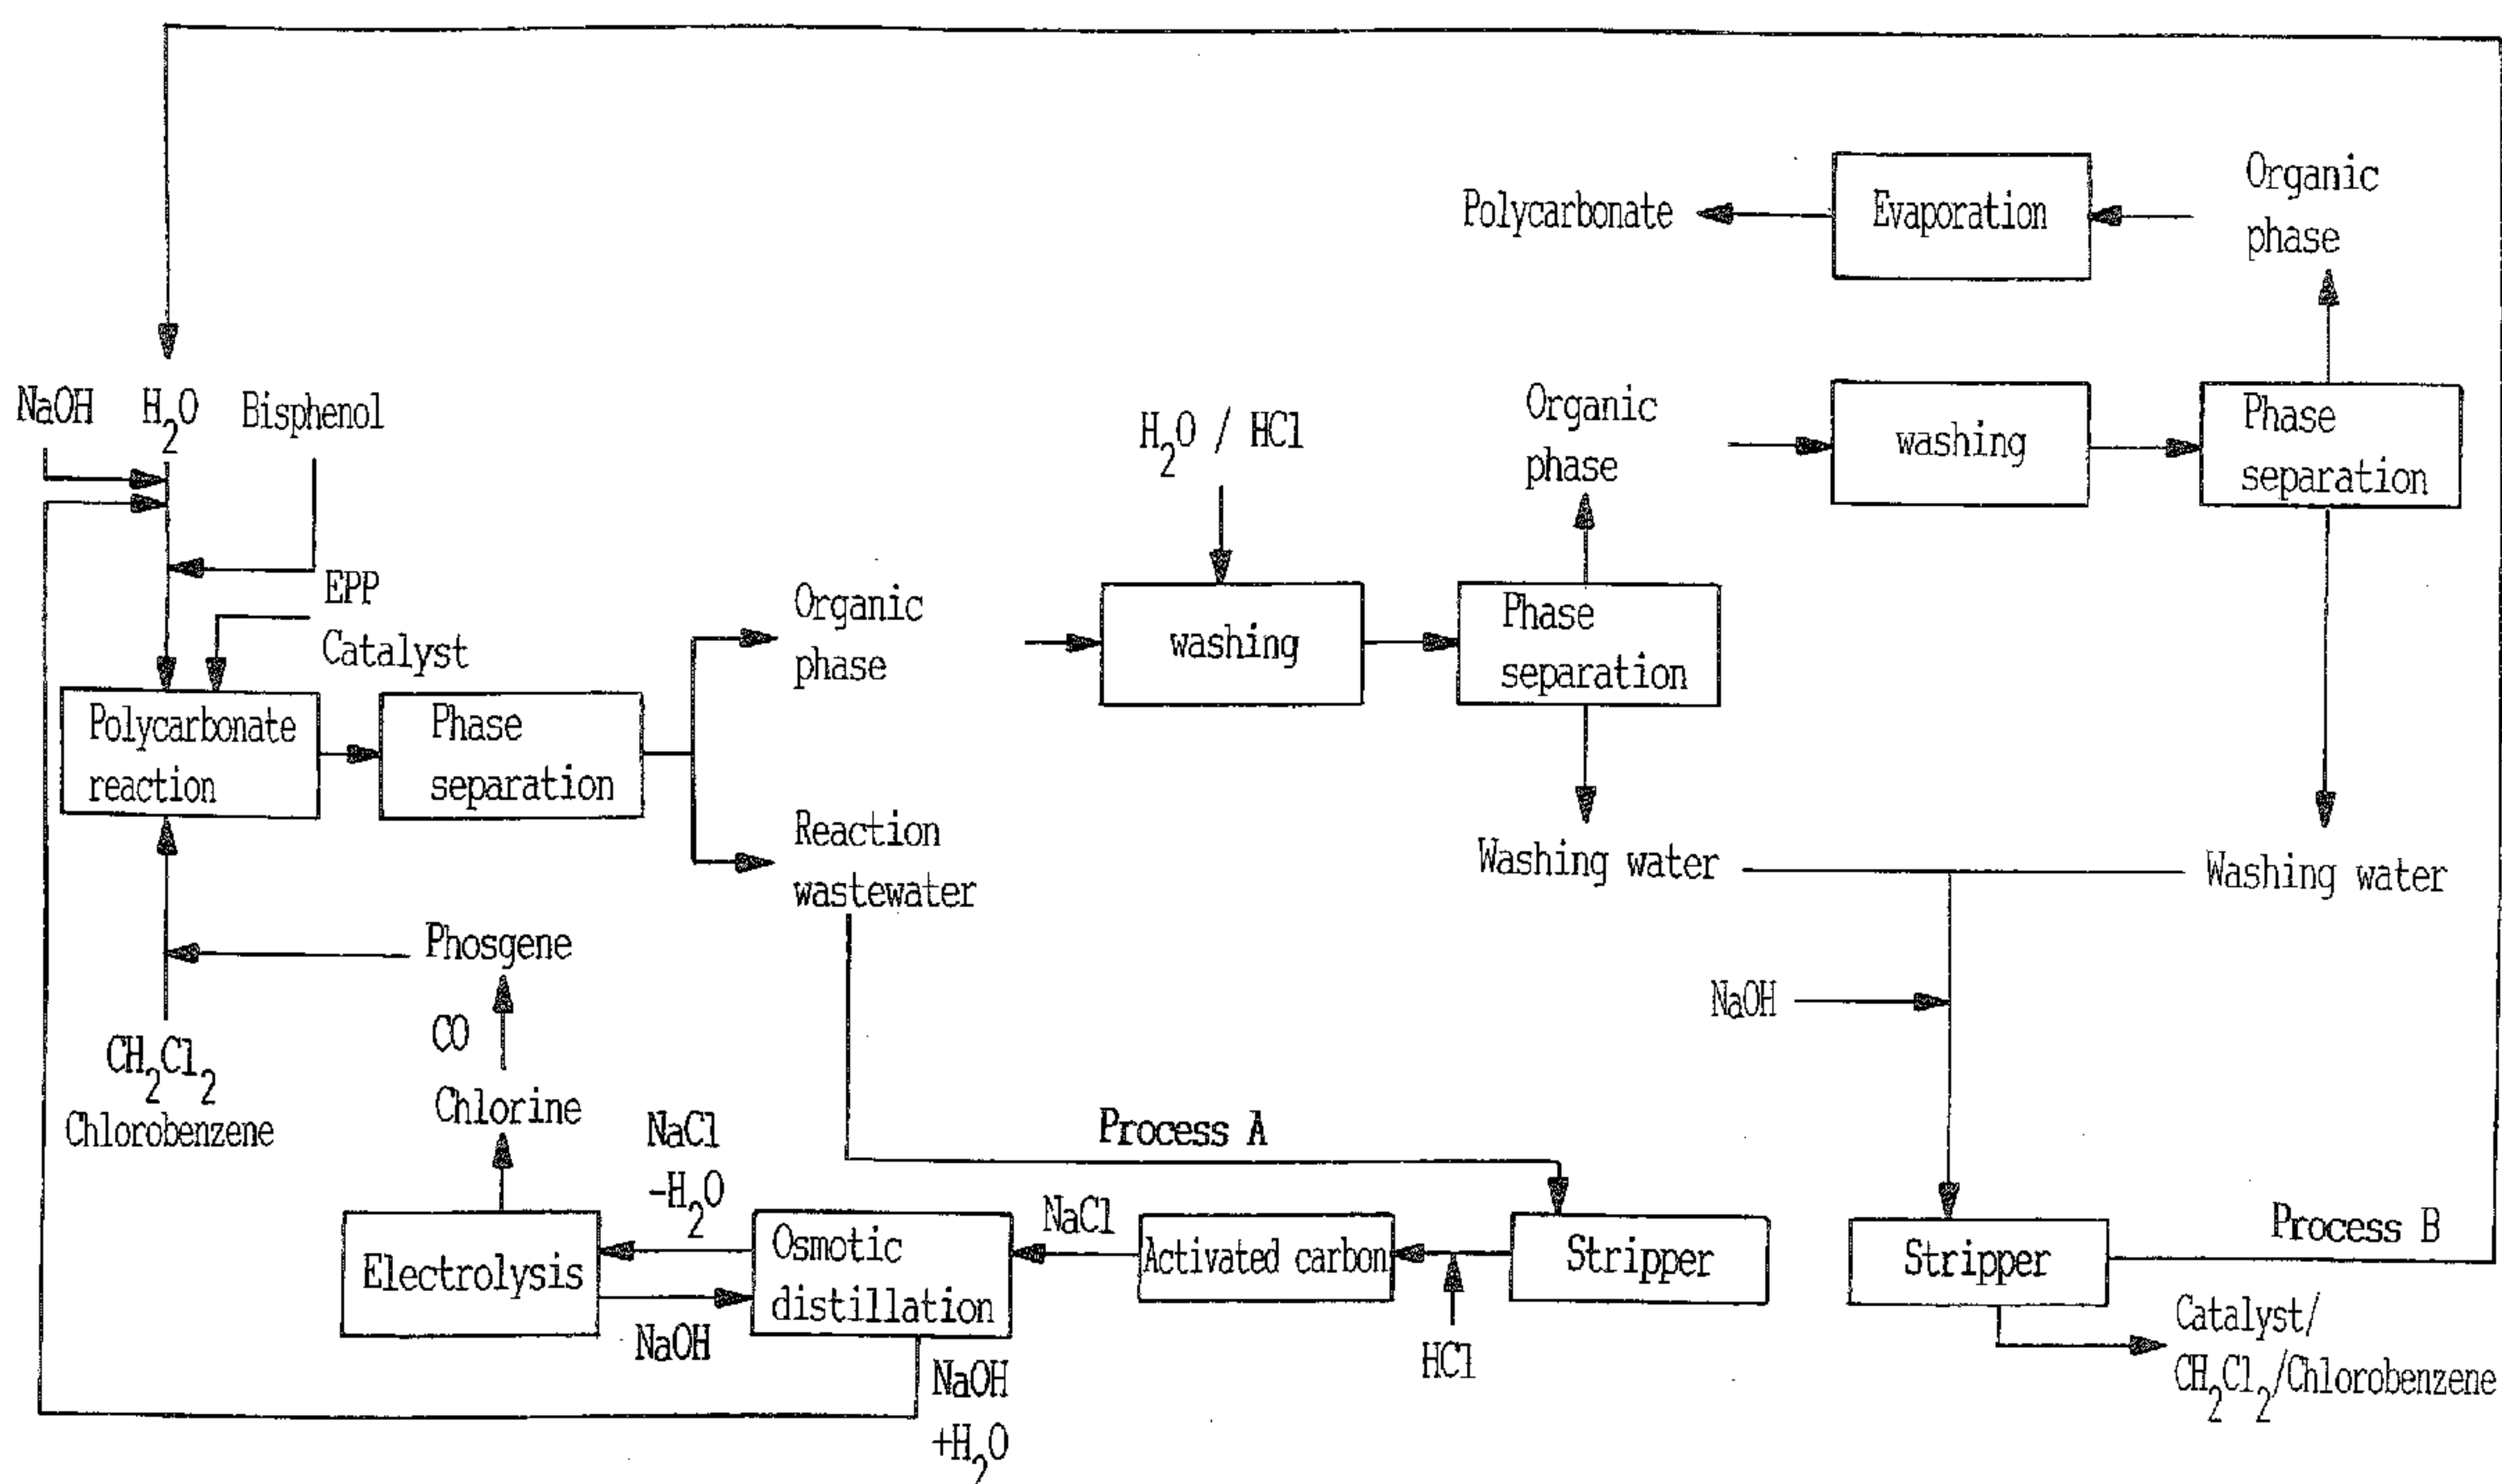 Polycarbonate
Evaporation
Organic
phase
NaOH
H2O
Bisphenol
H2O / HCl
Organic
phase
washing
Phase
separation
EPP
Catalyst
Organic
phase
washing
Phase
separation
Polycarbonate
reaction
Phase
separation
Reaction
wastewater
Washing water
Washing water
Phosgene
CO
Chlorine
CH2Cl2
Chlorobenzene
NaOH
NaCl
-H2O
Process A
Electrolysis
Osmotic
distillation
NaCl
Activated carbon
Stripper
Stripper
Process B
NaOH
NaOH
+H2O
HCl
Catalyst/
CH2Cl2/Chlorobenzene